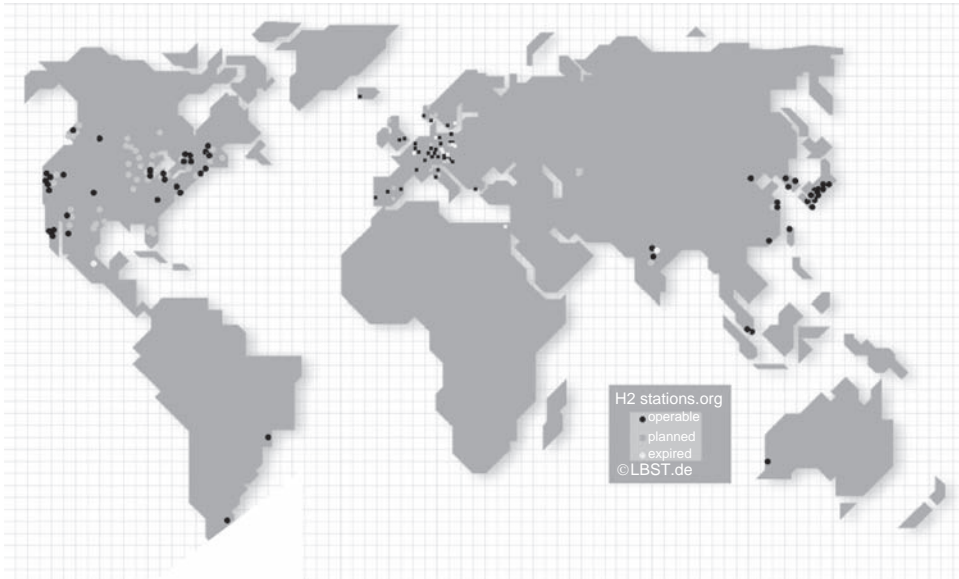 H2 stations.org
operable
planned
expired
©LBST.de